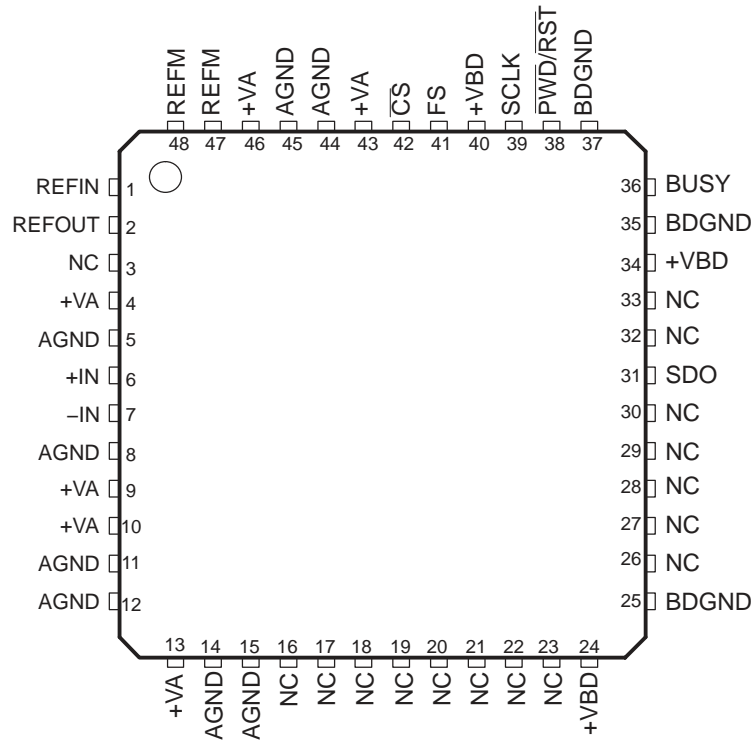 REFM
REFM
+VA
AGND
AGND
+VA
CS
FS
+VBD
SCLK
PWD/RST
BDGND
48 47 46 45 44 43 42 41 40 39 38 37
REFIN 1
REFOUT 2
NC 3
+VA 4
AGND 5
+IN 6
–IN 7
AGND 8
+VA 9
+VA 10
AGND 11
AGND 12
36 BUSY
35 BDGND
34 +VBD
33 NC
32 NC
31 SDO
30 NC
29 NC
28 NC
27 NC
26 NC
25 BDGND
13 14 15 16 17 18 19 20 21 22 23 24
+VA
AGND
AGND
NC
NC
NC
NC
NC
NC
NC
NC
+VBD